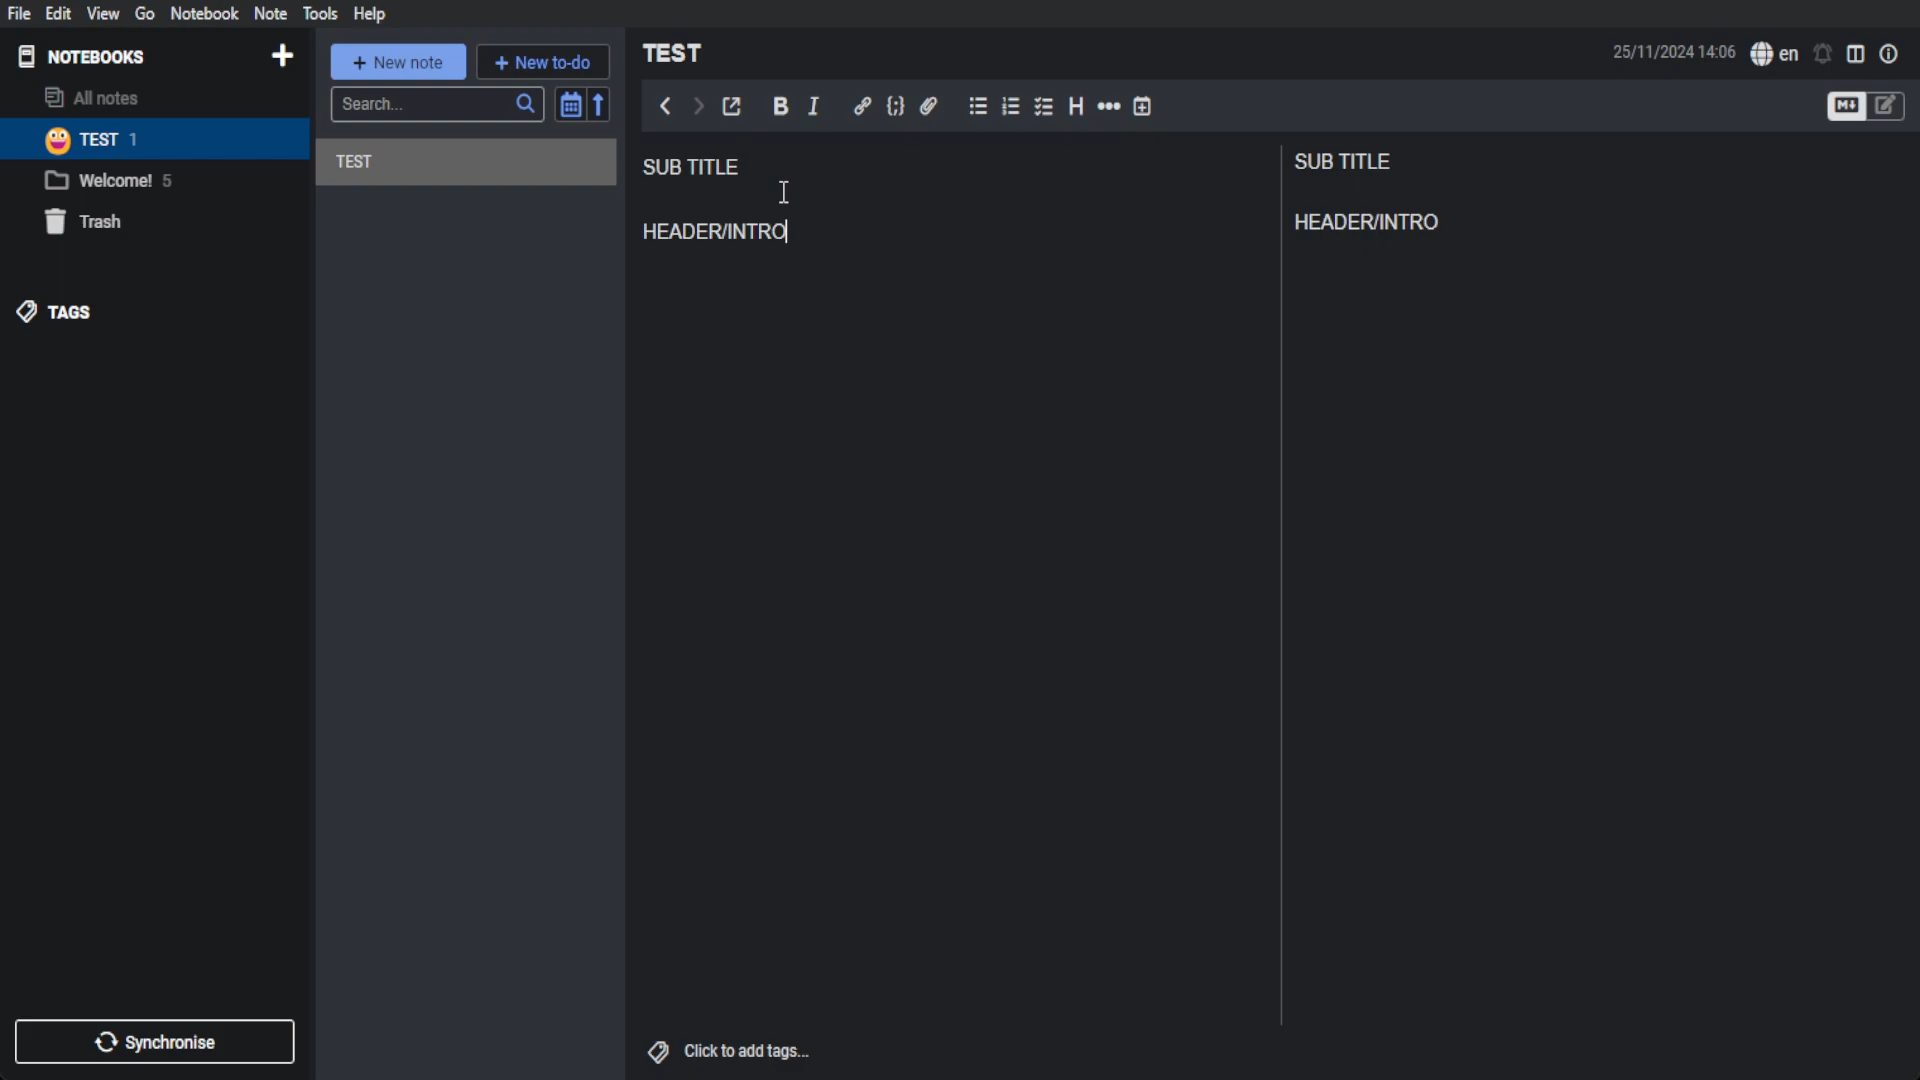 File Edit View Go Notebook Note Tools Help
NOTEBOOKS
All notes
TEST 1
Welcome! 5
Trash
TAGS
Synchronise
+ New note
+ New to-do
Search...
TEST
TEST
25/11/2024 14:06
en
SUB TITLE
HEADER/INTRO
SUB TITLE
HEADER/INTRO
Click to add tags...